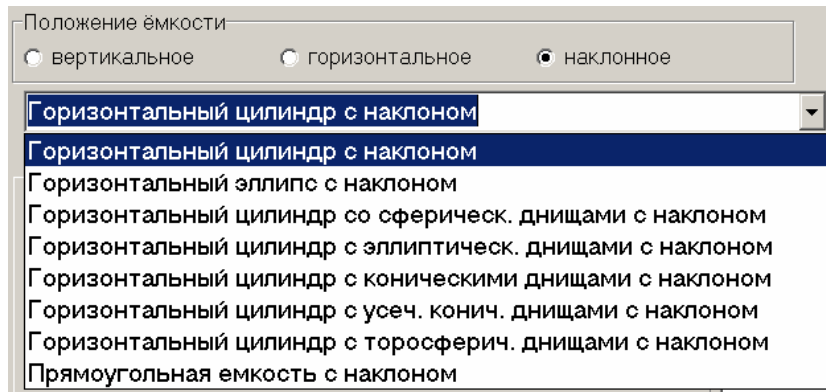 Положение ёмкости
вертикальное горизонтальное наклонное
Горизонтальный цилиндр с наклоном
Горизонтальный цилиндр с наклоном
Горизонтальный эллипс с наклоном
Горизонтальный цилиндр со сферическ. днищами с наклоном
Горизонтальный цилиндр с эллиптическ. днищами с наклоном
Горизонтальный цилиндр с коническими днищами с наклоном
Горизонтальный цилиндр с усеч. конич. днищами с наклоном
Горизонтальный цилиндр с торосферич. днищами с наклоном
Прямоугольная емкость с наклоном